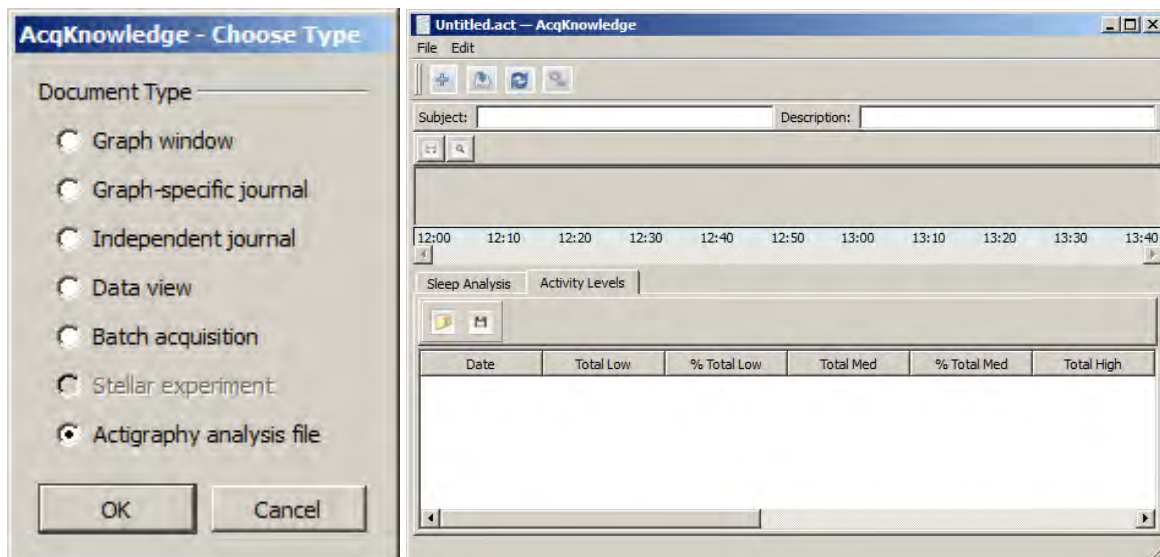 AcqKnowledge - Choose Type
Document Type
Graph window
Graph-specific journal
Independent journal
Data view
Batch acquisition
Stellar experiment
Actigraphy analysis file
OK Cancel
Untitled.act — AcqKnowledge
File Edit
Subject: Description:
12:00 12:10 12:20 12:30 12:40 12:50 13:00 13:10 13:20 13:30 13:40
Sleep Analysis Activity Levels
Date Total Low % Total Low Total Med % Total Med Total High